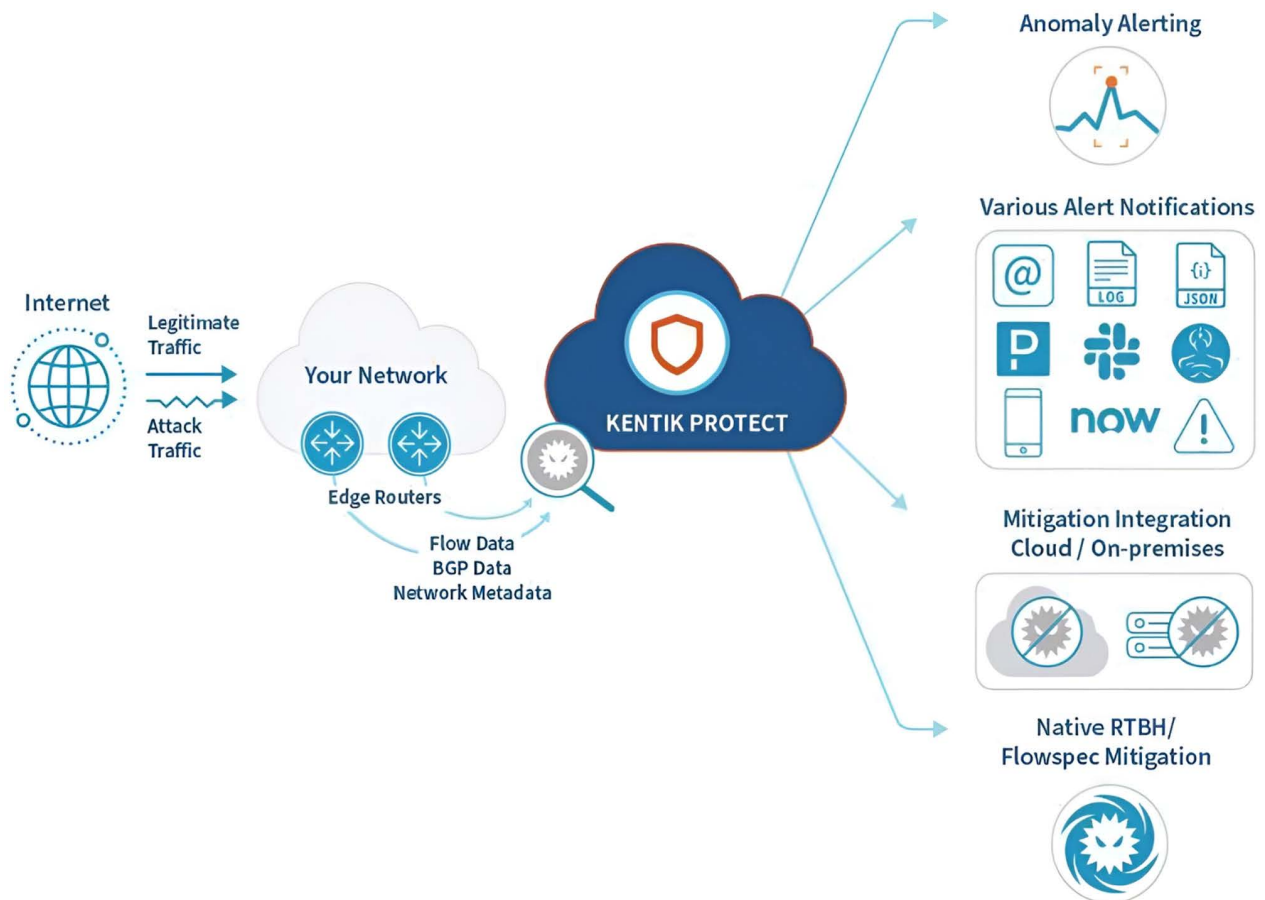 Anomaly Alerting
Various Alert Notifications
@
LOG
{i}
JSON
P
now
!
Internet
Legitimate
Traffic
Attack
Traffic
Your Network
Edge Routers
Flow Data
BGP Data
Network Metadata
KENTIK PROTECT
Mitigation Integration
Cloud / On-premises
Native RTBH/
Flowspec Mitigation